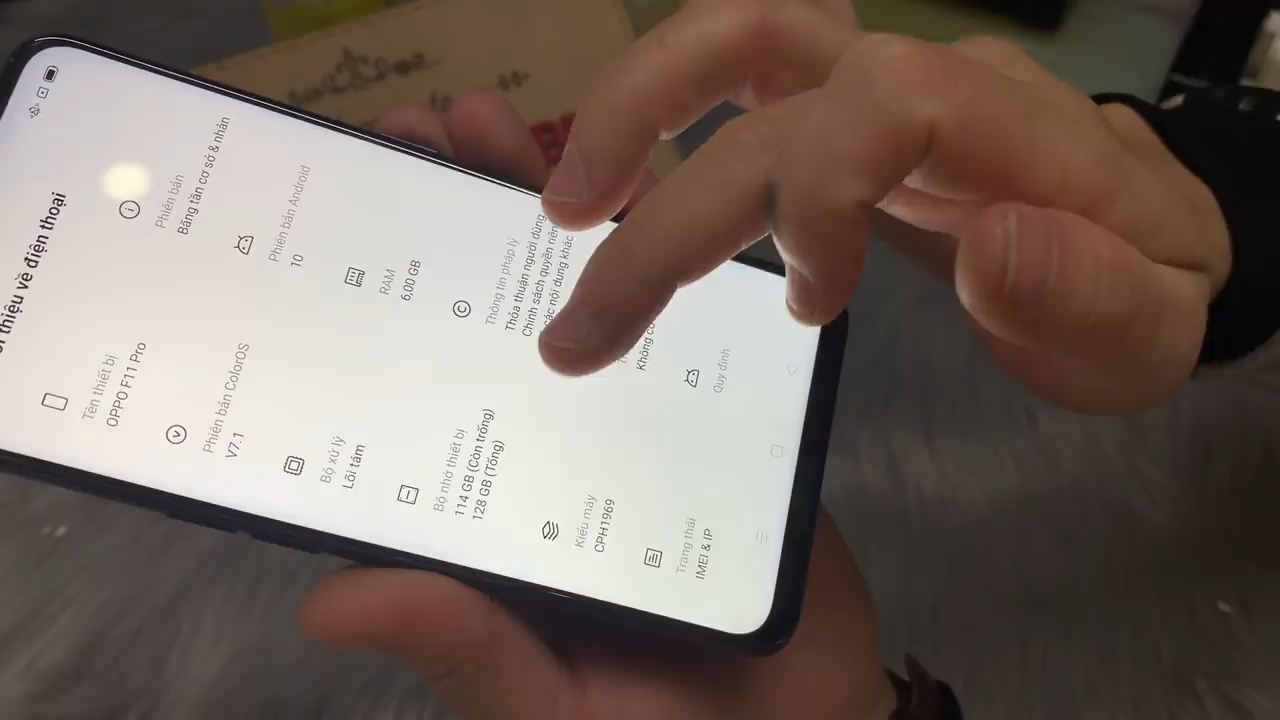 thiệu về điện thoại
Tên thiết bị
OPPO F11 Pro
Phiên bản
Băng tần cơ sở & nhân
Phiên bản ColorOS
V7.1
Phiên bản Android
10
Bộ xử lý
Lõi tám
RAM
6,00 GB
Bộ nhớ thiết bị
114 GB (Còn trống)
128 GB (Tổng)
Thông tin pháp lý
Thỏa thuận người dùng
Chính sách quyền riên
các nội dung khác
Kiểu máy
CPH1969
Không có
Trạng thái
IMEI & IP
Quy định